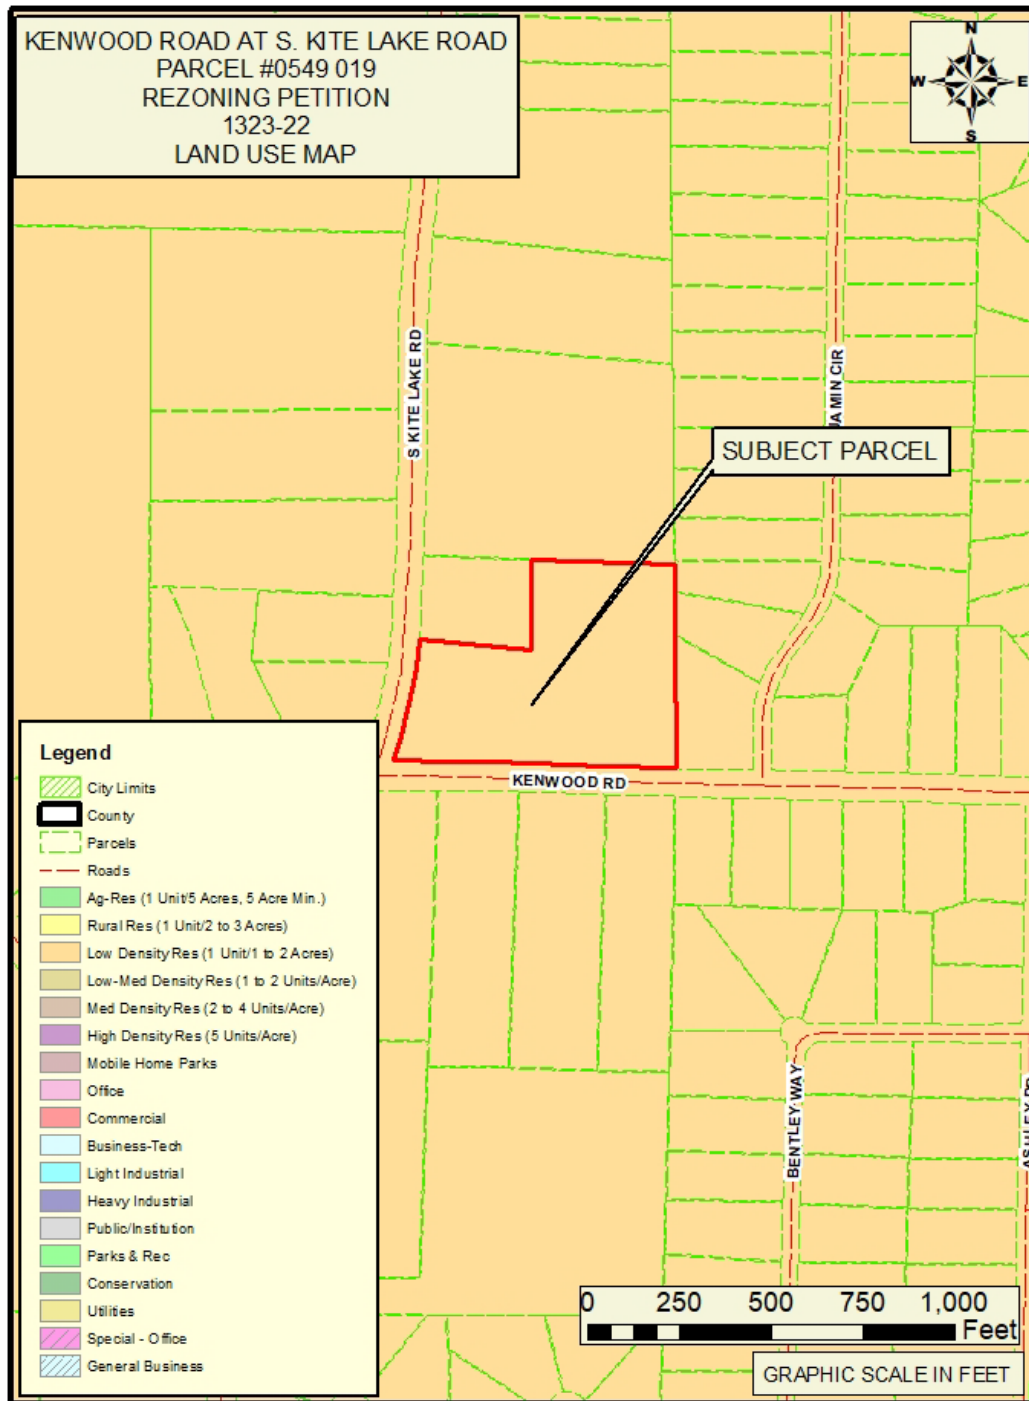 KENWOOD ROAD AT S. KITE LAKE ROAD
PARCEL #0549 019
REZONING PETITION
1323-22
LAND USE MAP
N
W
E
S
S KITE LAKE RD
JAMIN CIR
SUBJECT PARCEL
KENWOOD RD
BENTLEY WAY
Legend
City Limits
County
Parcels
Roads
Ag-Res (1 Unit/5 Acres, 5 Acre Min.)
Rural Res (1 Unit/2 to 3 Acres)
Low Density Res (1 Unit/1 to 2 Acres)
Low-Med Density Res (1 to 2 Units/Acre)
Med Density Res (2 to 4 Units/Acre)
High Density Res (5 Units/Acre)
Mobile Home Parks
Office
Commercial
Business-Tech
Light Industrial
Heavy Industrial
Public/Institution
Parks & Rec
Conservation
Utilities
Special - Office
General Business
0 250 500 750 1,000
Feet
GRAPHIC SCALE IN FEET